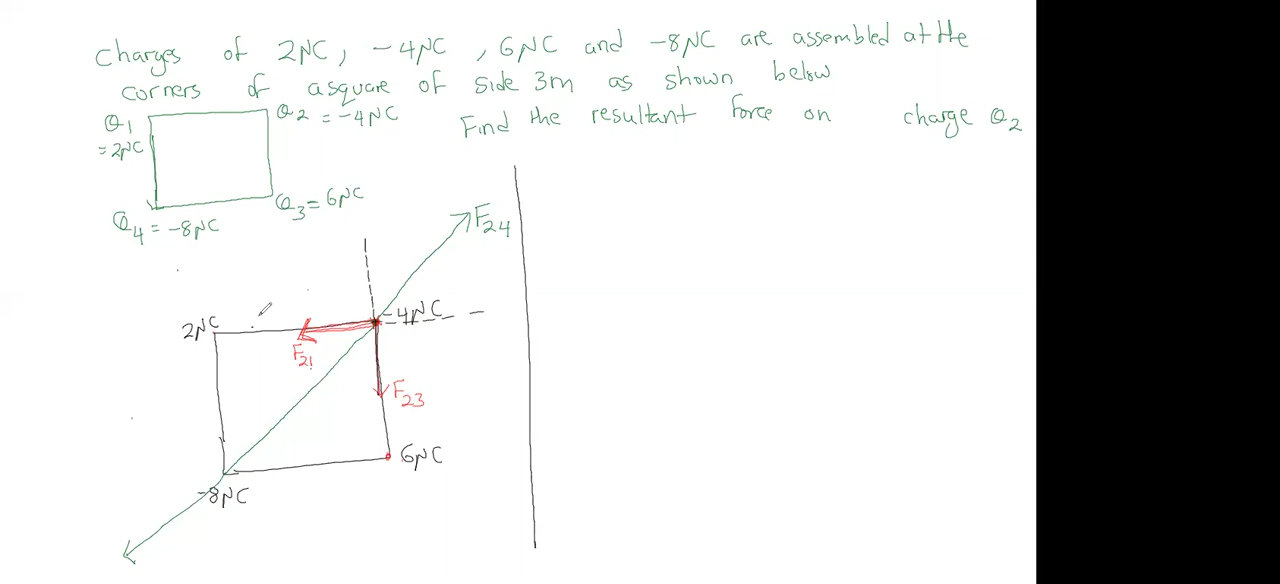 Charges of 2μC, -4μC, 6μC and -8μC are assembled at the
corners of a square of side 3m as shown below
Find the resultant force on charge Q2
Q1
= 2μC
Q2 = -4μC
Q3 = 6μC
Q4 = -8μC
F24
2μC
-4μC
F21
F23
6μC
-8μC